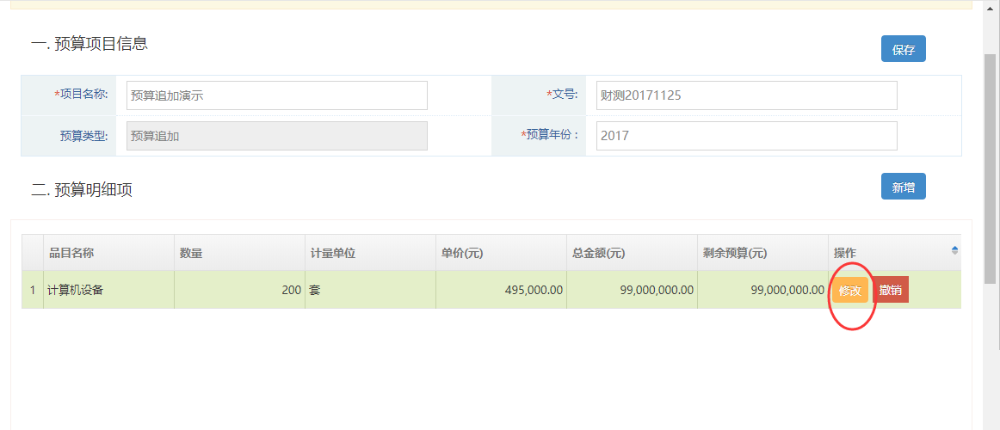 一. 预算项目信息
保存
*项目名称: 预算追加演示 *文号: 财测20171125
预算类型: 预算追加 *预算年份 : 2017
二. 预算明细项
新增
品目名称 数量 计量单位 单价(元) 总金额(元) 剩余预算(元) 操作
1 计算机设备 200 套 495,000.00 99,000,000.00 99,000,000.00 修改 撤销